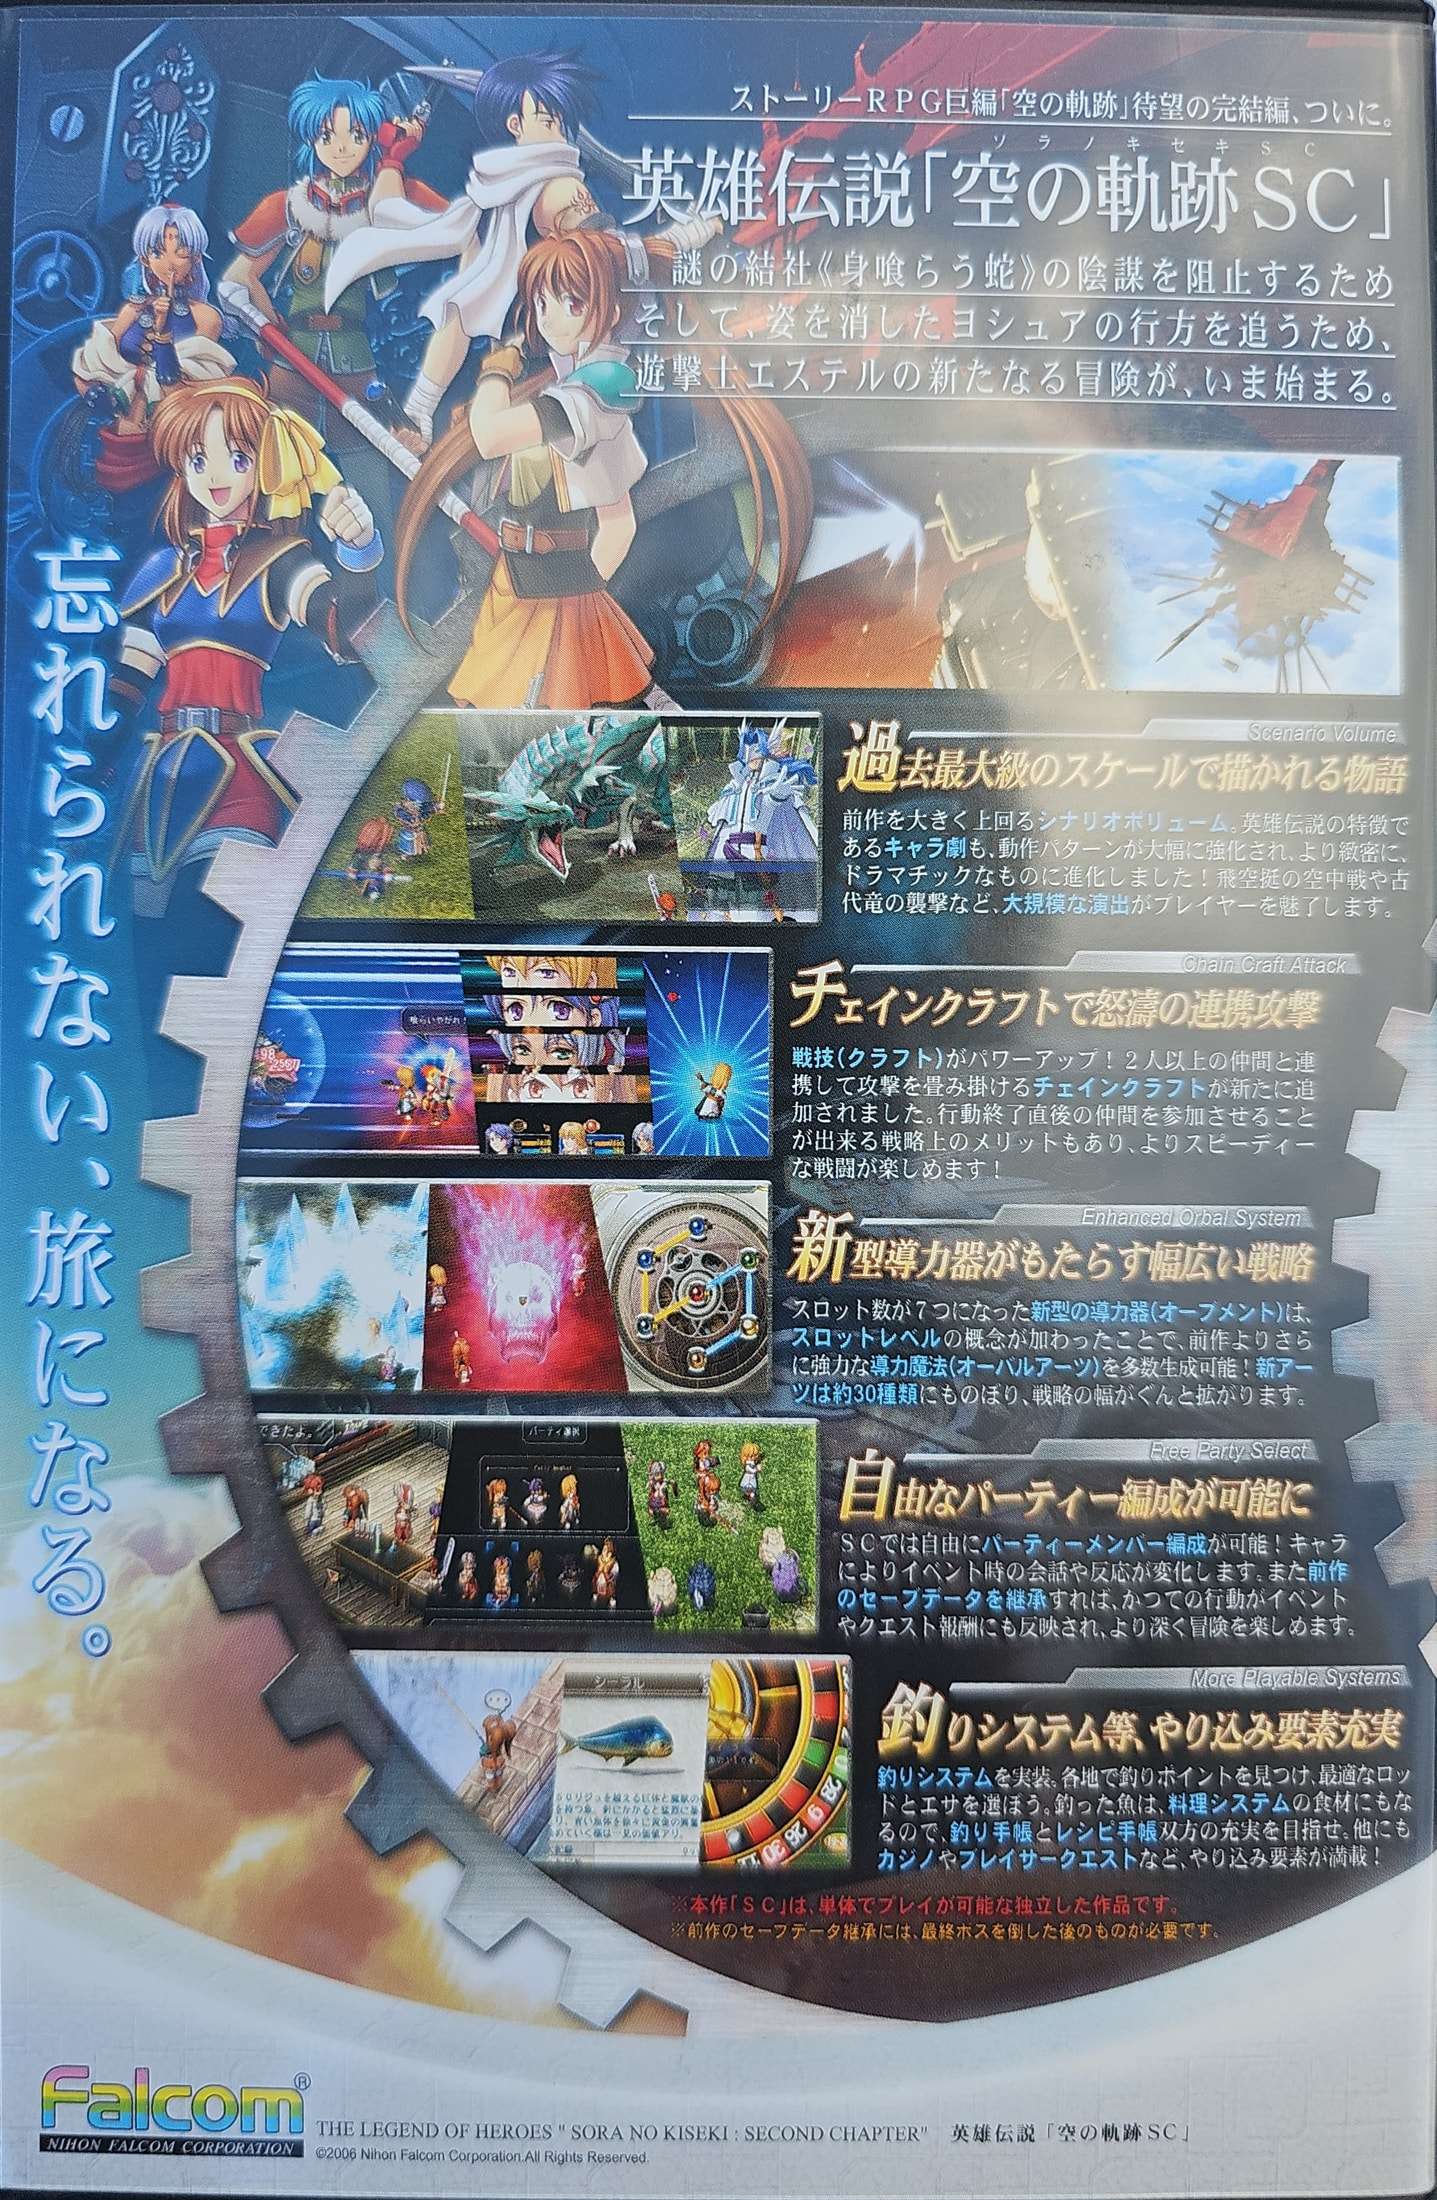 ストーリーRPG巨編「空の軌跡」待望の完結編、ついに。
ソラノキセキSC
英雄伝説「空の軌跡SC」
謎の結社《身喰らう蛇》の陰謀を阻止するため
そして、姿を消したヨシュアの行方を追うため、
遊撃士エステルの新たなる冒険が、いま始まる。
忘れられない、旅になる。
Scenario Volume
過去最大級のスケールで描かれる物語
前作を大きく上回るシナリオボリューム。英雄伝説の特徴で
あるキャラ劇も、動作パターンが大幅に強化され、より緻密に、
ドラマチックなものに進化しました！飛空挺の空中戦や古
代竜の襲撃など、大規模な演出がプレイヤーを魅了します。
喰らいやがれ
98
2560
Chain Craft Attack
チェインクラフトで怒濤の連携攻撃
戦技(クラフト)がパワーアップ！２人以上の仲間と連
携して攻撃を畳み掛けるチェインクラフトが新たに追
加されました。行動終了直後の仲間を参加させること
が出来る戦略上のメリットもあり、よりスピーディー
な戦闘が楽しめます！
Enhanced Orbal System
新型導力器がもたらす幅広い戦略
スロット数が７つになった新型の導力器(オーブメント)は、
スロットレベルの概念が加わったことで、前作よりさら
に強力な導力魔法(オーバルアーツ)を多数生成可能！新アー
ツは約30種類にものぼり、戦略の幅がぐんと拡がります。
できたよ。
パーティ選択
Free Party Select
自由なパーティー編成が可能に
ＳＣでは自由にパーティーメンバー編成が可能！キャラ
によりイベント時の会話や反応が変化します。また前作
のセーブデータを継承すれば、かつての行動がイベント
やクエスト報酬にも反映され、より深く冒険を楽しめます。
シーラル
More Playable Systems
釣りシステム等、やり込み要素充実
釣りシステムを実装。各地で釣りポイントを見つけ、最適なロッ
ドとエサを選ぼう。釣った魚は、料理システムの食材にもな
るので、釣り手帳とレシピ手帳双方の充実を目指せ。他にも
カジノやプレイサークエストなど、やり込み要素が満載！
※本作「ＳＣ」は、単体でプレイが可能な独立した作品です。
※前作のセーブデータ継承には、最終ボスを倒した後のものが必要です。
Falcom®
NIHON FALCOM CORPORATION
THE LEGEND OF HEROES " SORA NO KISEKI : SECOND CHAPTER" 英雄伝説「空の軌跡SC」
©2006 Nihon Falcom Corporation.All Rights Reserved.